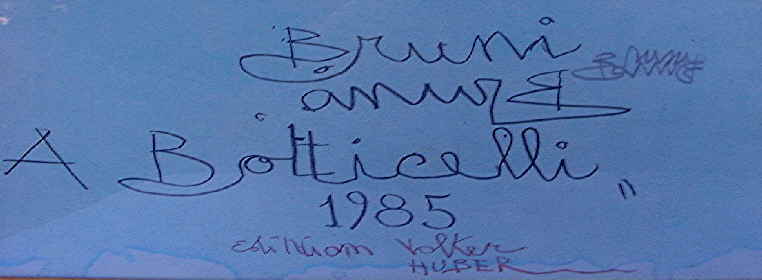 Bruni
A Botticelli "
1985
Edition Volker
HUBER